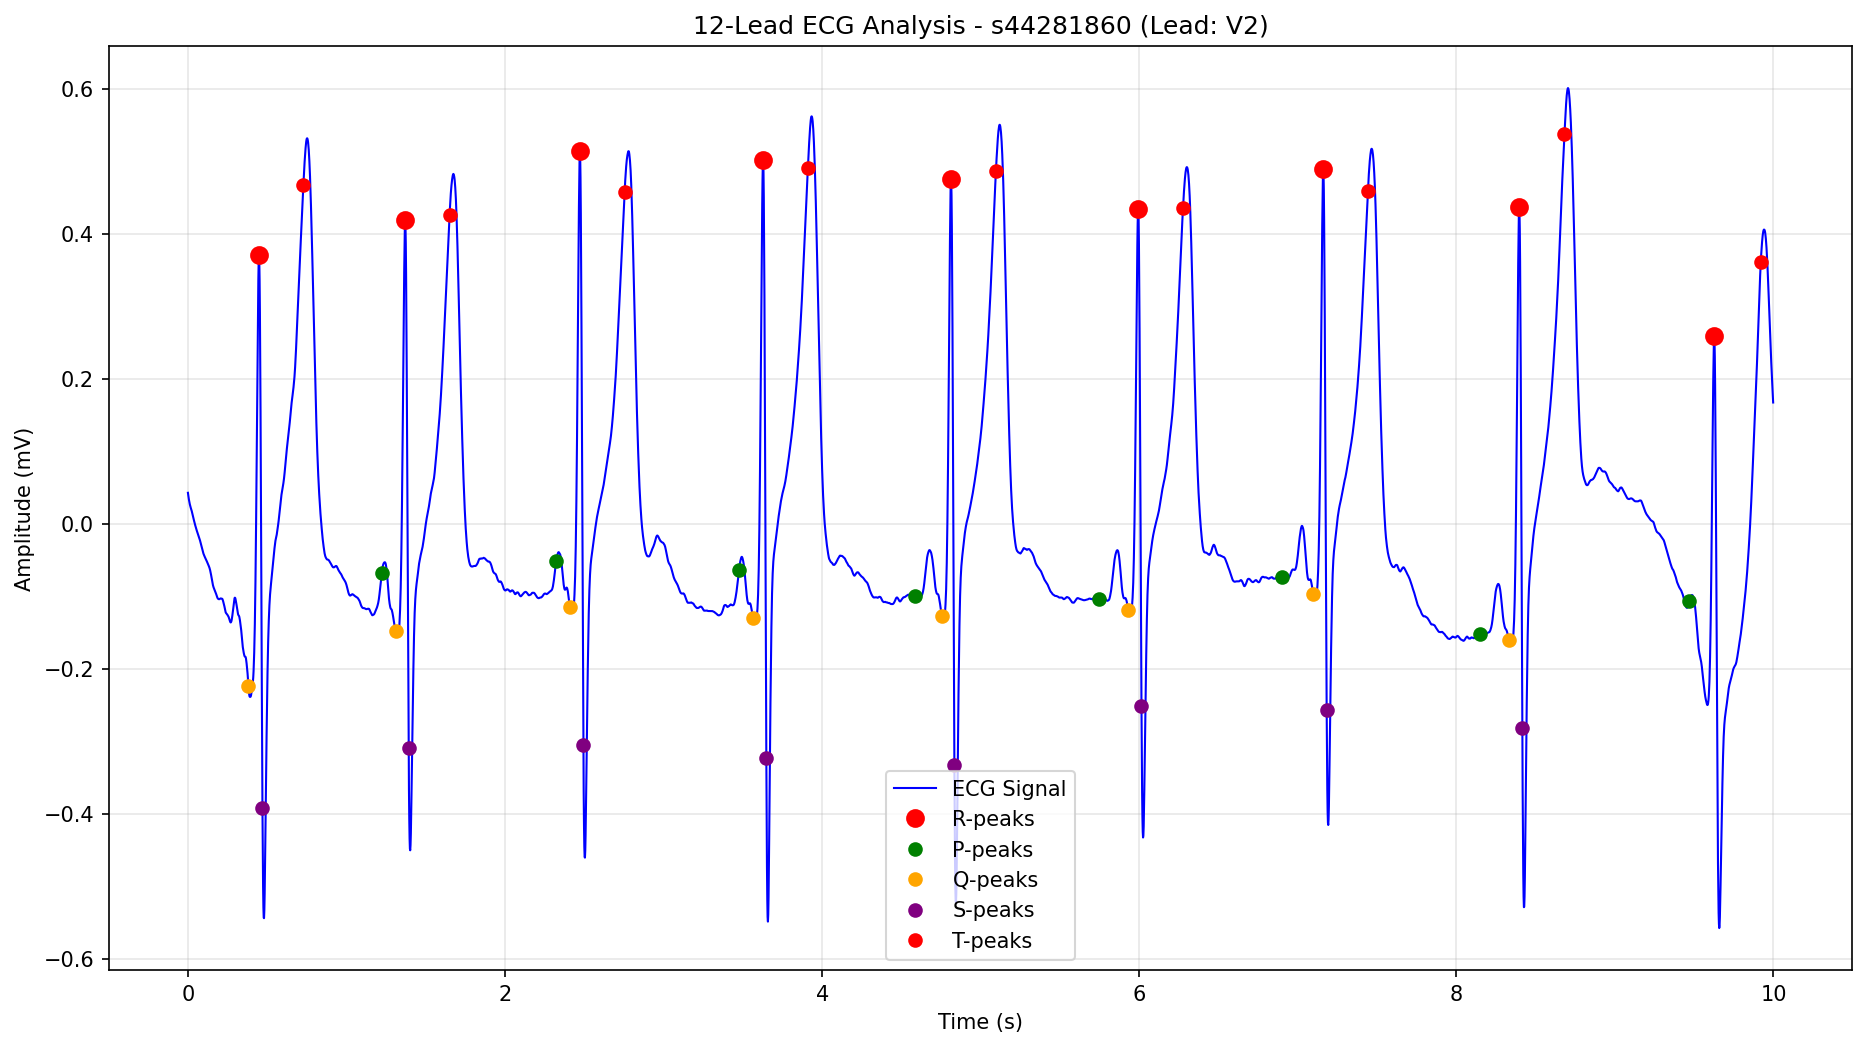 12-Lead ECG Analysis - s44281860 (Lead: V2)
Amplitude (mV)
0.6
0.4
0.2
0.0
−0.2
−0.4
−0.6
ECG Signal
R-peaks
P-peaks
Q-peaks
S-peaks
T-peaks
0 2 4 6 8 10
Time (s)